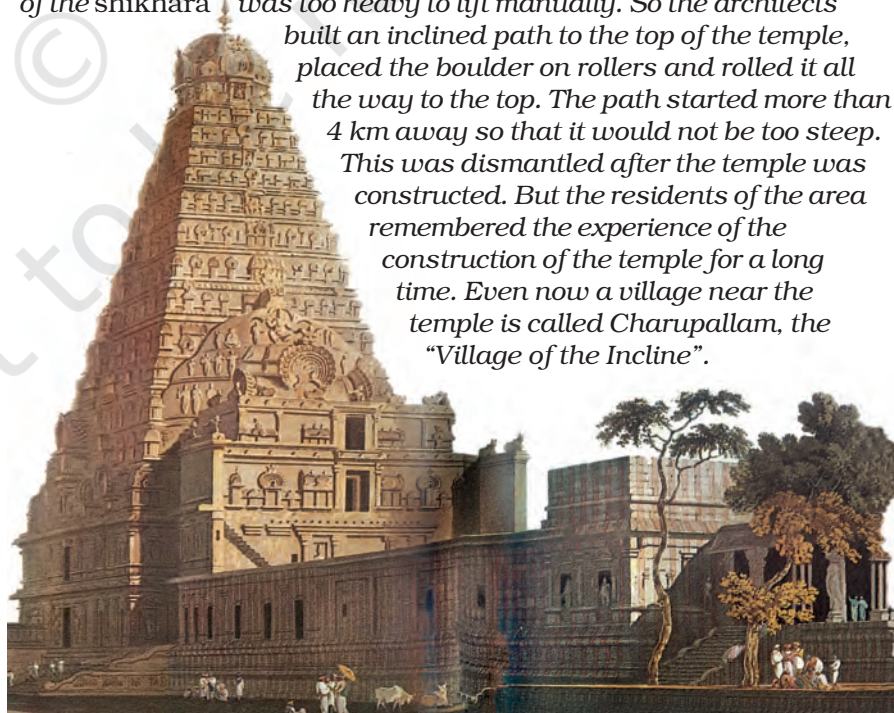 of the shikhara was too heavy to lift manually. So the architects
built an inclined path to the top of the temple,
placed the boulder on rollers and rolled it all
the way to the top. The path started more than
4 km away so that it would not be too steep.
This was dismantled after the temple was
constructed. But the residents of the area
remembered the experience of the
construction of the temple for a long
time. Even now a village near the
temple is called Charupallam, the
“Village of the Incline”.
©
t to